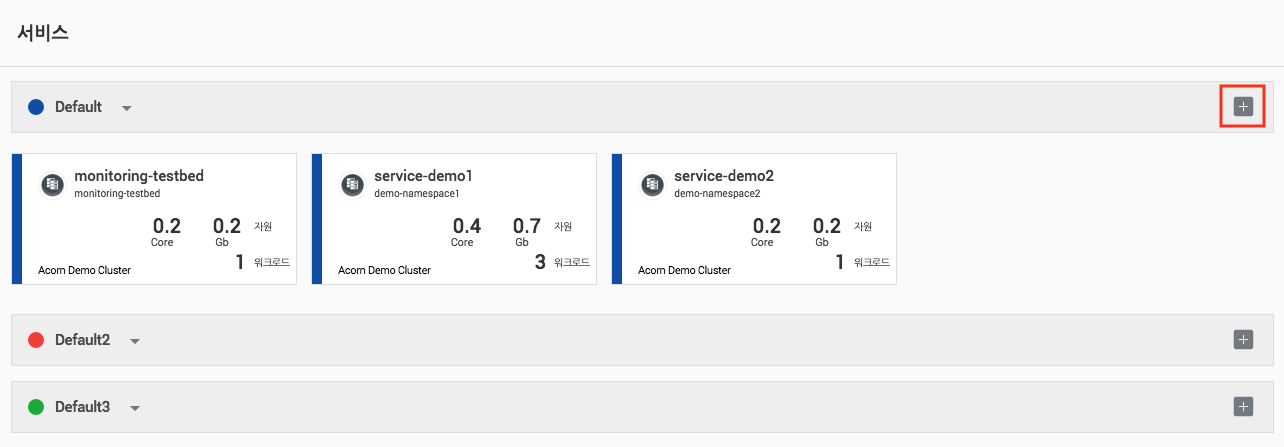 서비스
Default
monitoring-testbed
monitoring-testbed
0.2 0.2 자원
Core Gb
1 워크로드
Acorn Demo Cluster
service-demo1
demo-namespace1
0.4 0.7 자원
Core Gb
3 워크로드
Acorn Demo Cluster
service-demo2
demo-namespace2
0.2 0.2 자원
Core Gb
1 워크로드
Acorn Demo Cluster
Default2
Default3